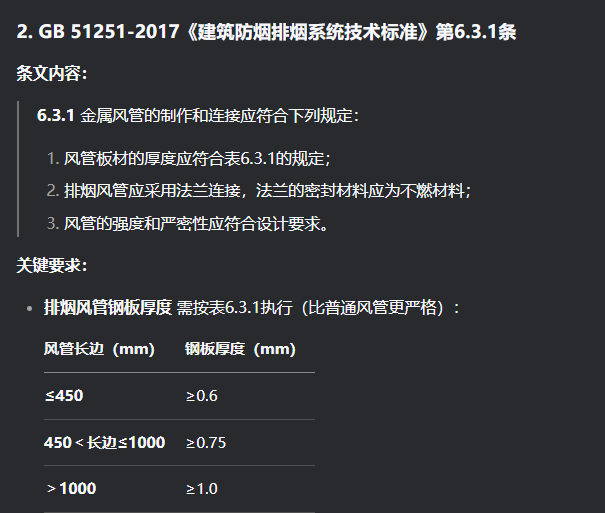 2. GB 51251-2017《建筑防烟排烟系统技术标准》第6.3.1条
条文内容：
6.3.1 金属风管的制作和连接应符合下列规定：
1. 风管板材的厚度应符合表6.3.1的规定；
2. 排烟风管应采用法兰连接，法兰的密封材料应为不燃材料；
3. 风管的强度和严密性应符合设计要求。
关键要求：
• 排烟风管钢板厚度 需按表6.3.1执行（比普通风管更严格）：
风管长边（mm） 钢板厚度（mm）
≤450 ≥0.6
450＜长边≤1000 ≥0.75
＞1000 ≥1.0